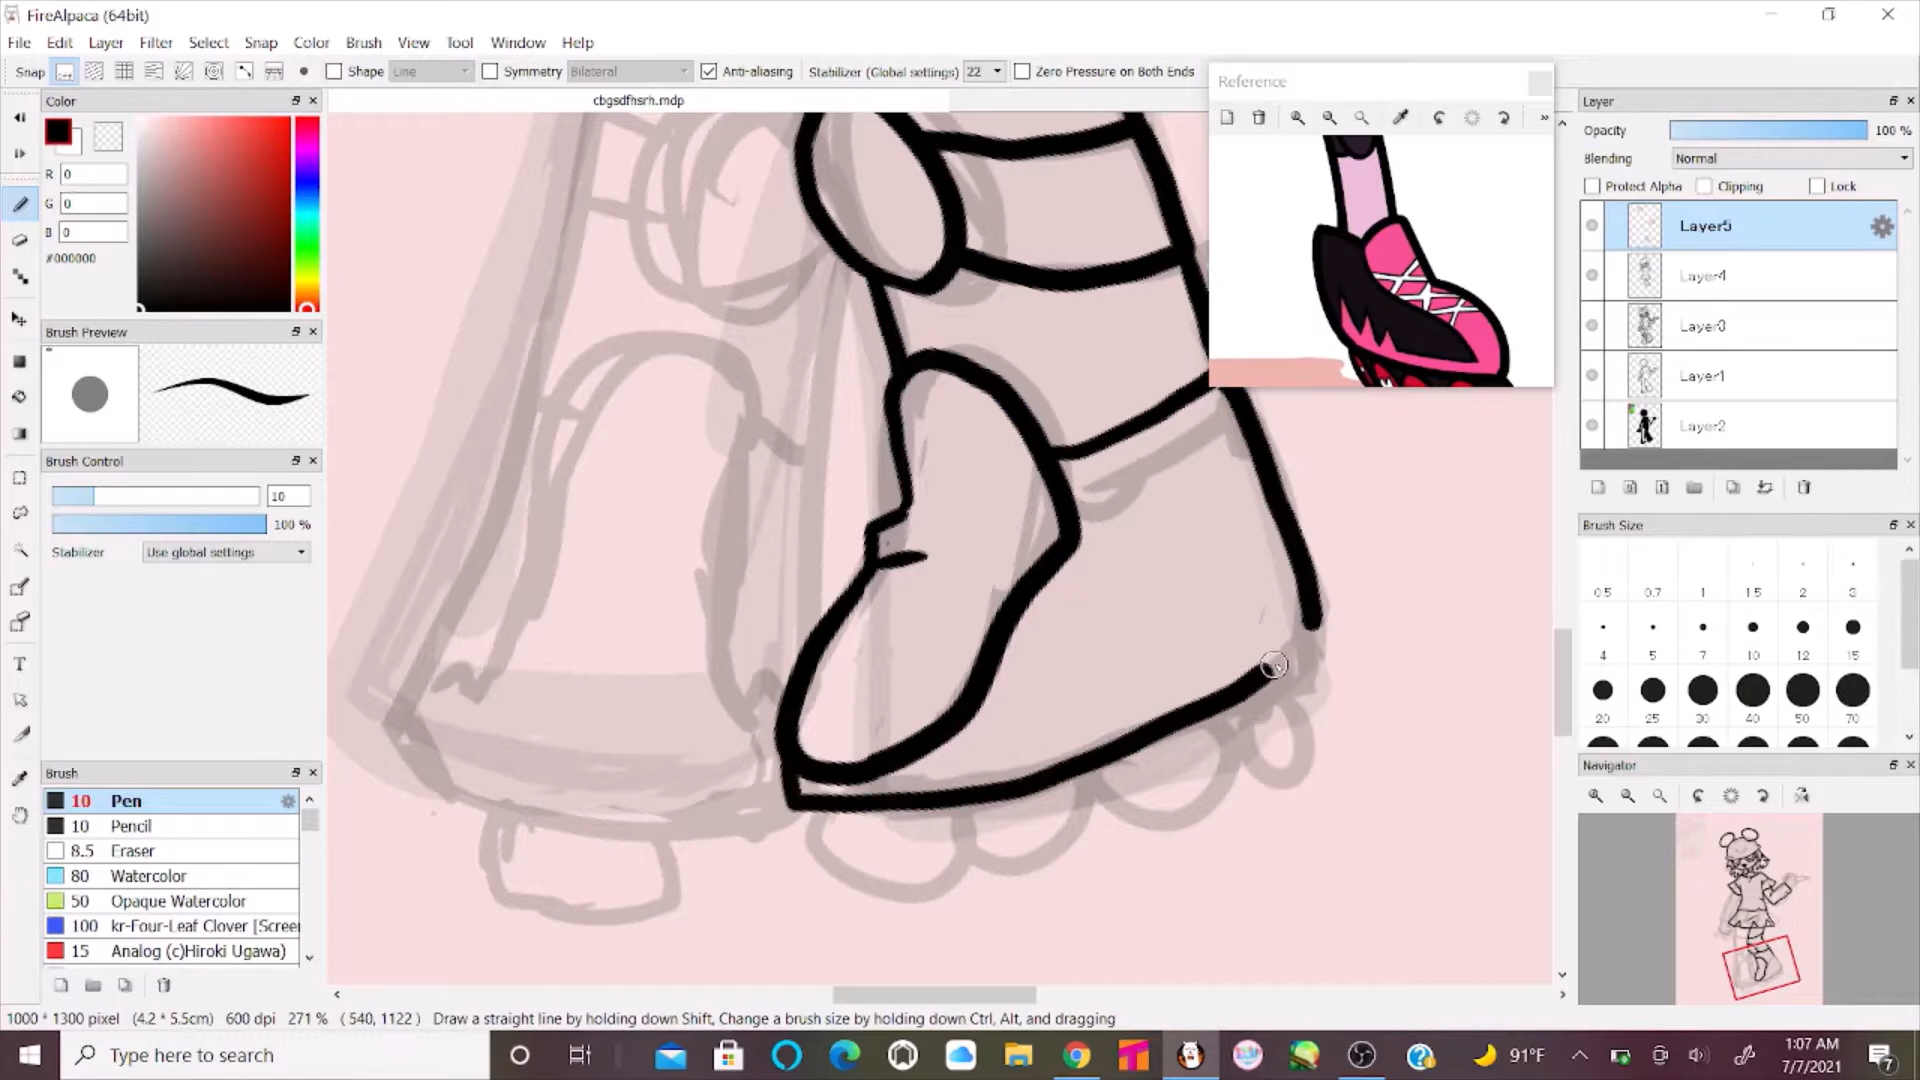 FireAlpaca (64bit)
File Edit Layer Filter Select Snap Color Brush View Tool Window Help
Snap Shape Line Symmetry Bilateral Anti-aliasing Stabilizer (Global settings) 22 Zero Pressure on Both Ends
Color
cbgsdfhsrh.mdp
Reference
Layer
Opacity 100 %
Blending Normal
Protect Alpha Clipping Lock
R 0
G 0
B 0
#000000
Layer5
Layer4
Layer3
Layer1
Layer2
Brush Preview
Brush Control
10
100 %
Stabilizer Use global settings
Brush Size
0.5 0.7 1 1.5 2 3
4 5 7 10 12 15
20 25 30 40 50 70
Brush
10 Pen
10 Pencil
8.5 Eraser
80 Watercolor
50 Opaque Watercolor
100 kr-Four-Leaf Clover [Screen
15 Analog (c)Hiroki Ugawa)
Navigator
1000 * 1300 pixel (4.2 * 5.5cm) 600 dpi 271 % ( 540, 1122 ) Draw a straight line by holding down Shift, Change a brush size by holding down Ctrl, Alt, and dragging
Type here to search
91°F
1:07 AM
7/7/2021
7